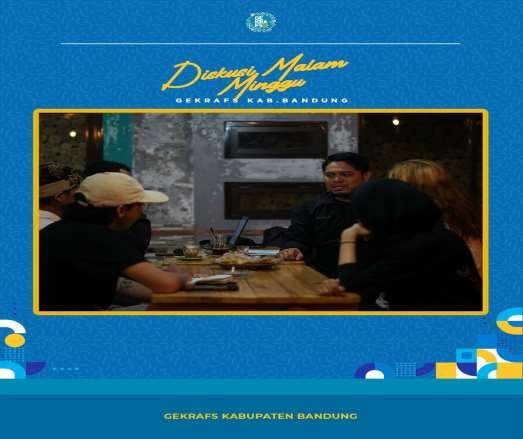 Diskusi Malam
Minggu
GEKRAFS KAB.BANDUNG
GEKRAFS KABUPATEN BANDUNG